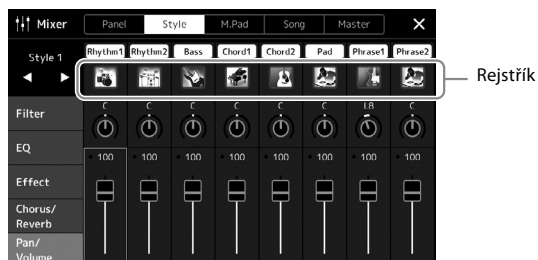 Mixer Panel Style M.Pad Song Master
Style 1 Rhythm1 Rhythm2 Bass Chord1 Chord2 Pad Phrase1 Phrase2
Rejstřík
Filter C C C C C C L8 C
EQ 100 100 100 100 100 100 100 100
Effect
Chorus/
Reverb
Pan/
Volume